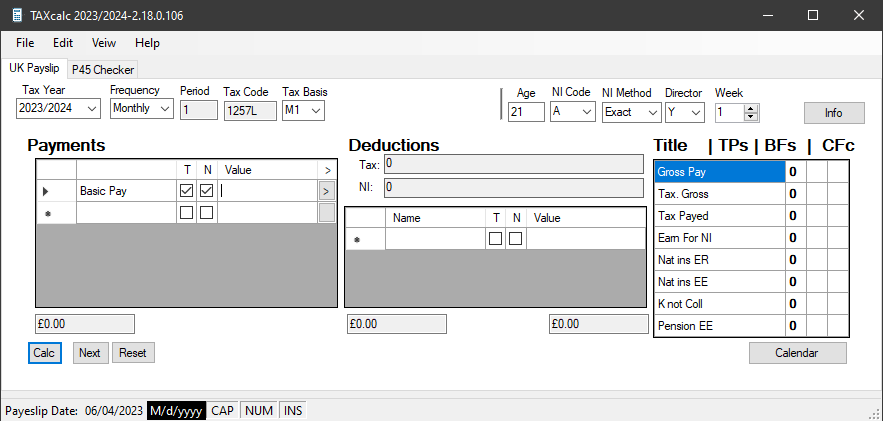 TAXcalc 2023/2024-2.18.0.106
File Edit Veiw Help
UK Payslip P45 Checker
Tax Year Frequency Period Tax Code Tax Basis Age NI Code NI Method Director Week
2023/2024 Monthly 1 1257L M1 21 A Exact Y 1 Info
Payments Deductions Title | TPs | BFs | CFc
T N Value >
Basic Pay >
Tax: 0
NI: 0
Name T N Value
Gross Pay 0
Tax. Gross 0
Tax Payed 0
Earn For NI 0
Nat ins ER 0
Nat ins EE 0
K not Coll 0
Pension EE 0
£0.00 £0.00 £0.00
Calc Next Reset Calendar
Payeslip Date: 06/04/2023 M/d/yyyy CAP NUM INS